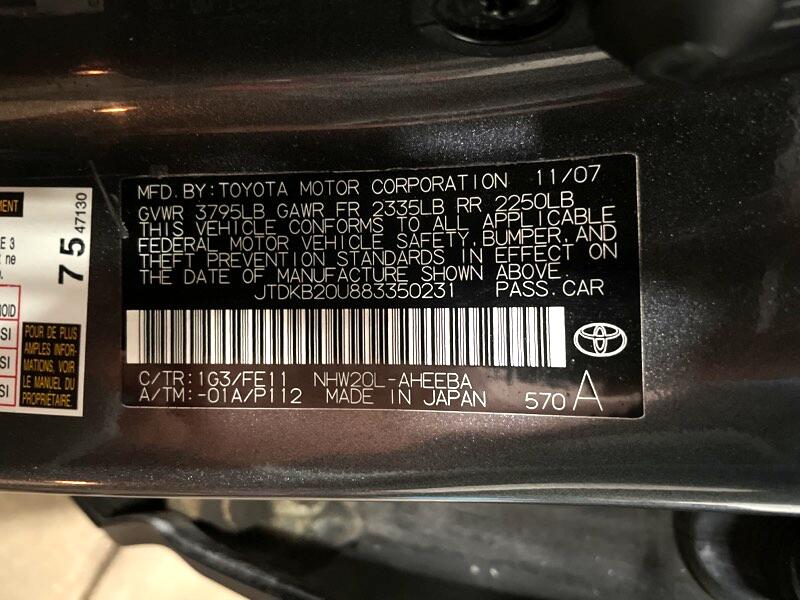 MFD. BY: TOYOTA MOTOR CORPORATION 11/07
GVWR 3795LB GAWR FR 2335LB RR 2250LB
THIS VEHICLE CONFORMS TO ALL APPLICABLE
FEDERAL MOTOR VEHICLE SAFETY, BUMPER, AND
THEFT PREVENTION STANDARDS IN EFFECT ON
THE DATE OF MANUFACTURE SHOWN ABOVE.
JTDKB20U883350231 PASS. CAR
C/TR: 1G3/FE11 NHW20L-AHEEBA
A/TM: -01A/P112 MADE IN JAPAN 570 A
75 47130
POUR DE PLUS
AMPLES INFOR-
MATIONS, VOIR
LE MANUEL DU
PROPRIÉTAIRE.